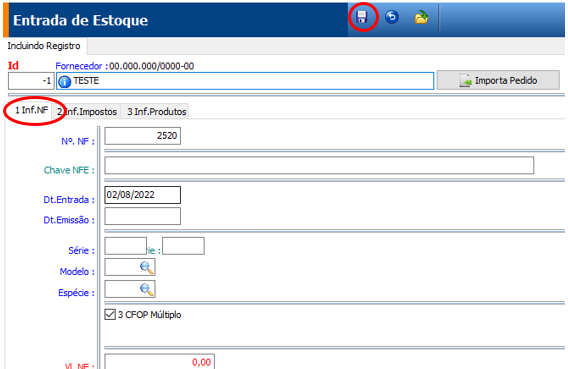 Entrada de Estoque
Incluindo Registro
Id Fornecedor : 00.000.000/0000-00
-1 TESTE Importa Pedido
1 Inf.NF 2 Inf.Impostos 3 Inf.Produtos
Nº. NF : 2520
Chave NFE :
Dt.Entrada : 02/08/2022
Dt.Emissão :
Série : ie :
Modelo :
Espécie :
3 CFOP Múltiplo
Vl. NF : 0,00